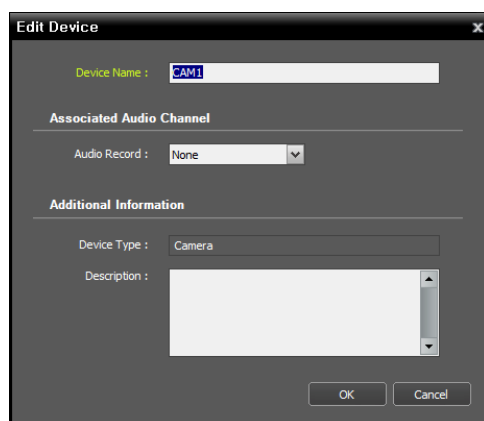 Edit Device x
Device Name : CAM1
Associated Audio Channel
Audio Record : None
Additional Information
Device Type : Camera
Description :
OK Cancel